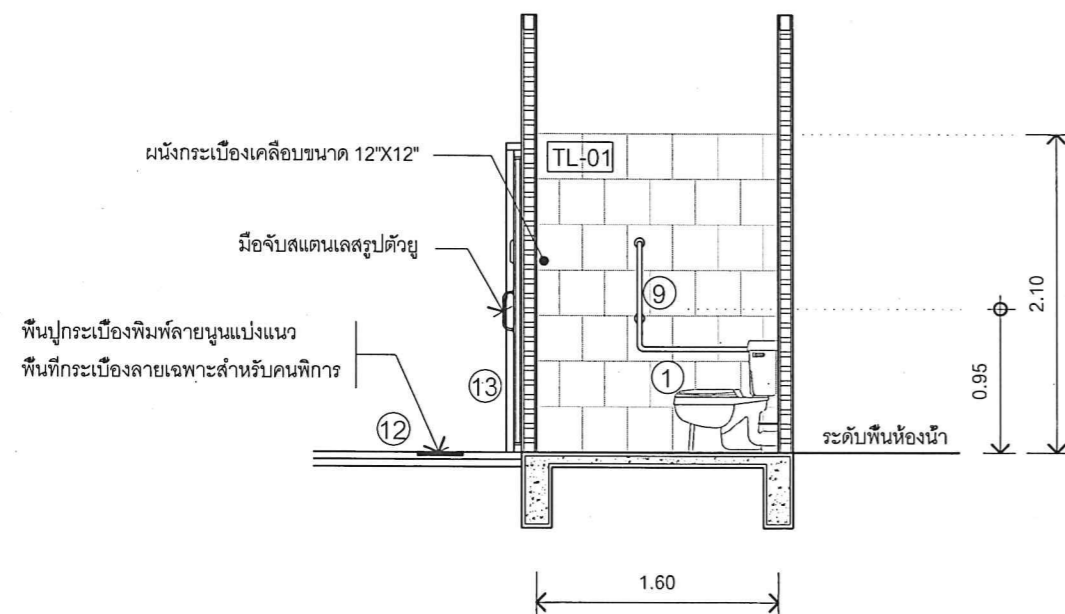 ผนังกระเบื้องเคลือบขนาด 12"X12"
TL-01
มือจับสแตนเลสรูปตัวยู
9
2.10
พื้นปูกระเบื้องพิมพ์ลายนูนแบ่งแนว
พื้นที่กระเบื้องลายเฉพาะสำหรับคนพิการ
13
1
0.95
12
ระดับพื้นห้องน้ำ
1.60